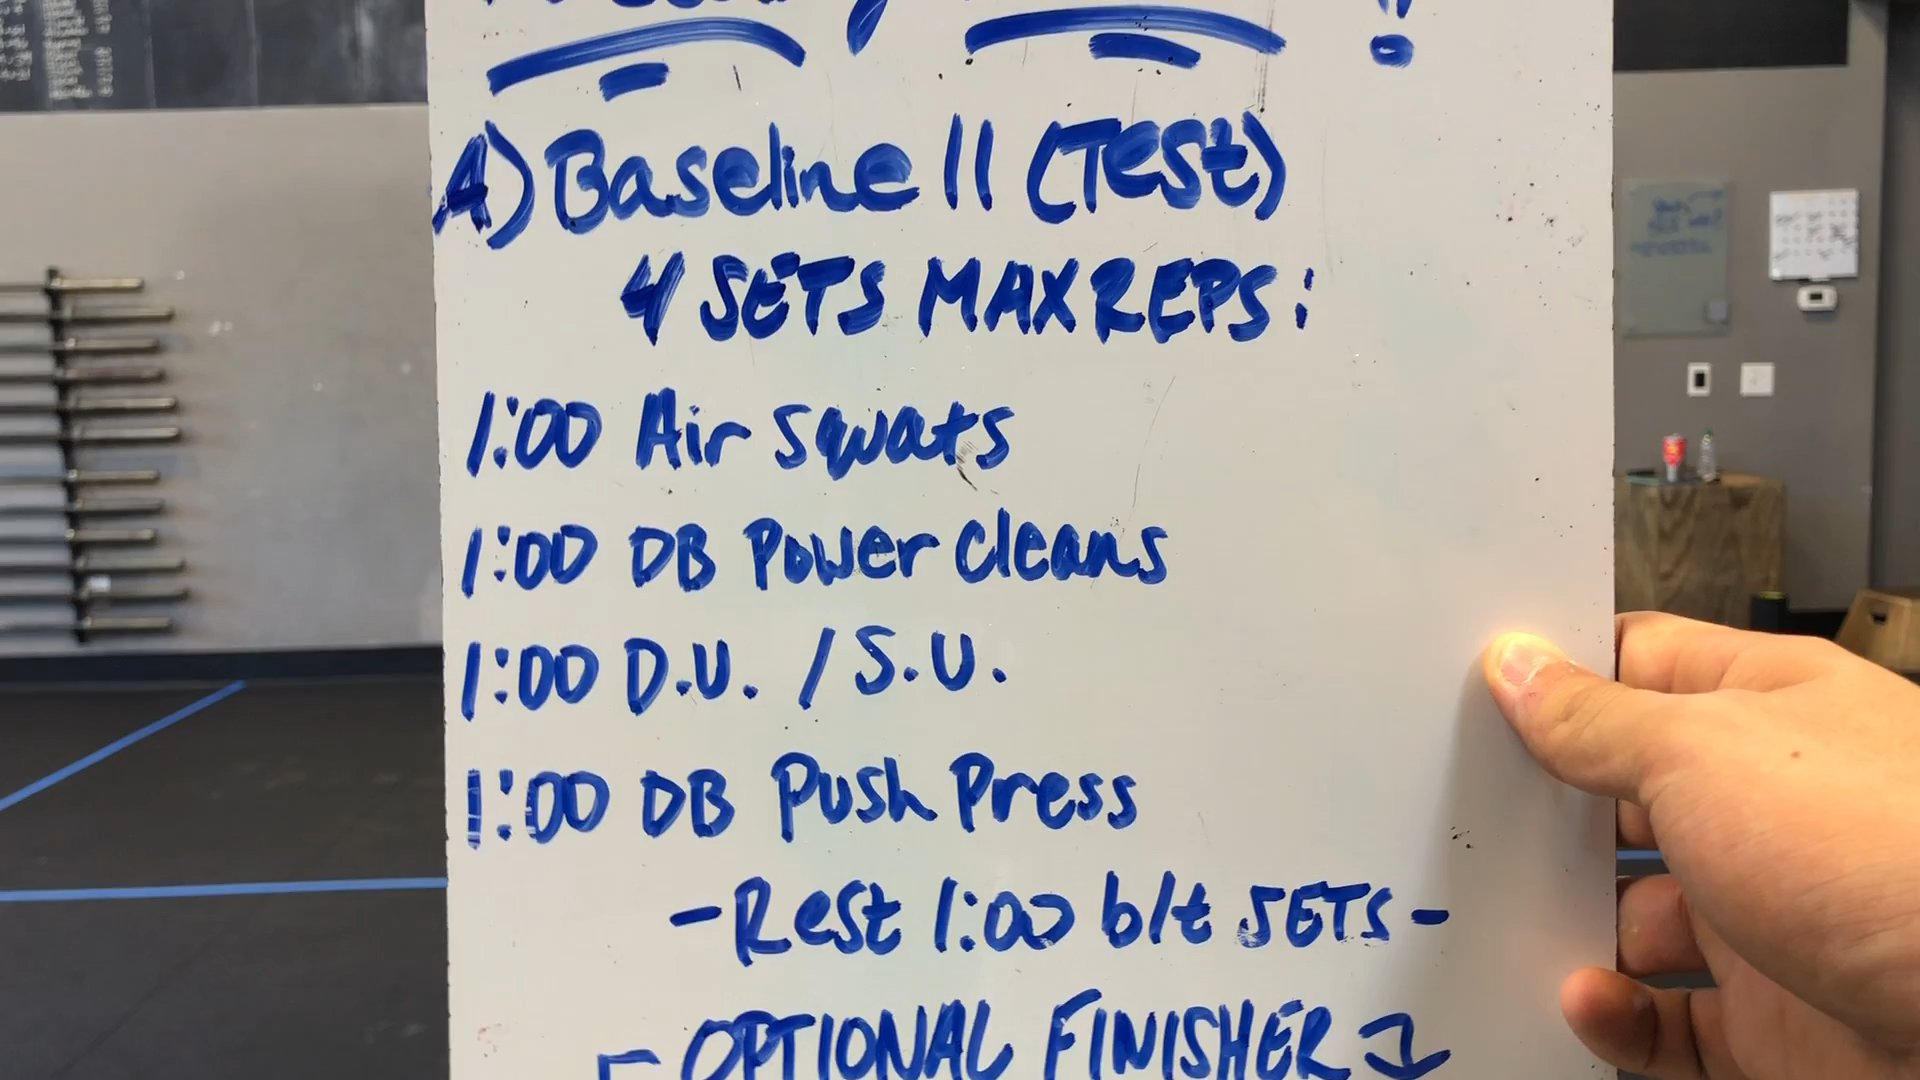 A) Baseline 11 (Test)
4 SETS MAX REPS:
1:00 Air squats
1:00 DB Power Cleans
1:00 D.U. / S.U.
1:00 DB Push Press
-Rest 1:00 b/t SETS-
OPTIONAL FINISHER